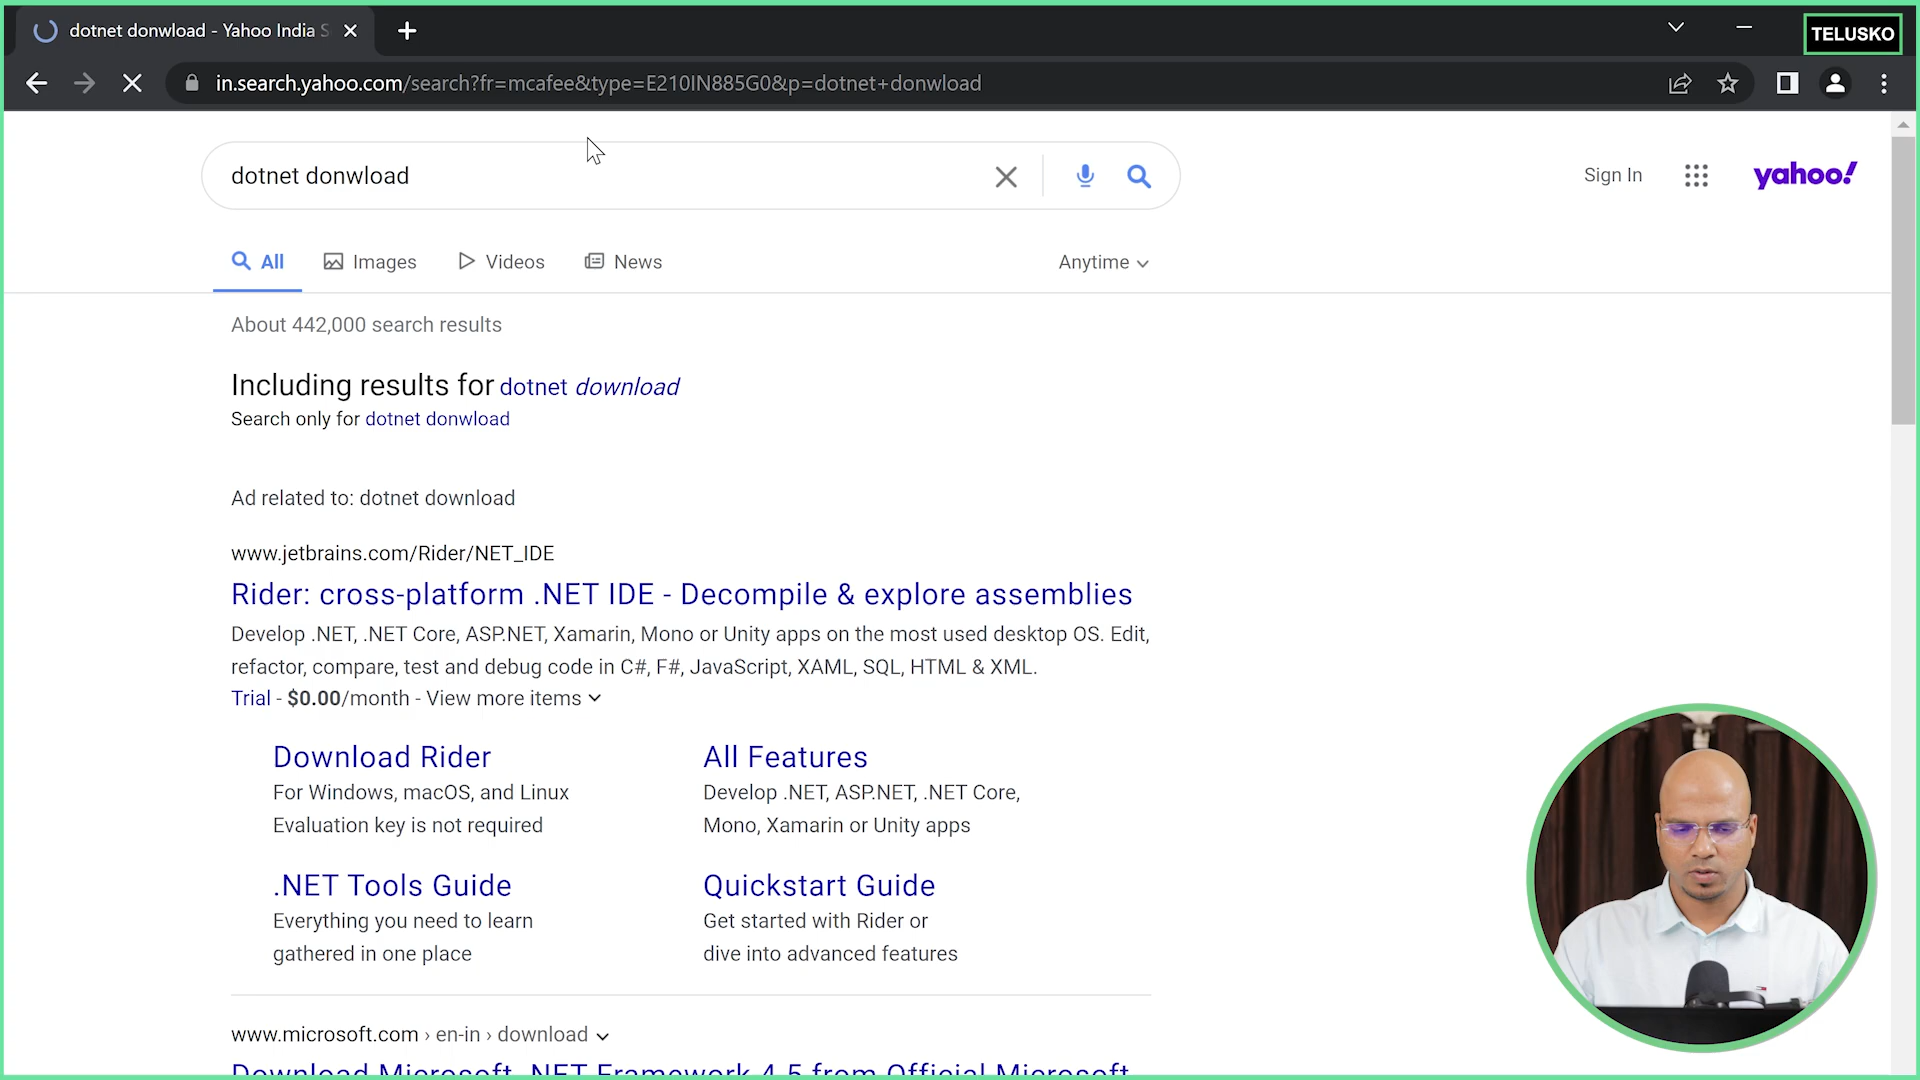 dotnet donwload - Yahoo India S
TELUSKO
in.search.yahoo.com/search?fr=mcafee&type=E210IN885G0&p=dotnet+donwload
dotnet donwload
Sign In
yahoo!
All
Images
Videos
News
Anytime
About 442,000 search results
Including results for dotnet download
Search only for dotnet donwload
Ad related to: dotnet download
www.jetbrains.com/Rider/NET_IDE
Rider: cross-platform .NET IDE - Decompile & explore assemblies
Develop .NET, .NET Core, ASP.NET, Xamarin, Mono or Unity apps on the most used desktop OS. Edit,
refactor, compare, test and debug code in C#, F#, JavaScript, XAML, SQL, HTML & XML.
Trial - $0.00/month - View more items
Download Rider
For Windows, macOS, and Linux
Evaluation key is not required
All Features
Develop .NET, ASP.NET, .NET Core,
Mono, Xamarin or Unity apps
.NET Tools Guide
Everything you need to learn
gathered in one place
Quickstart Guide
Get started with Rider or
dive into advanced features
www.microsoft.com › en-in › download
Download Microsoft .NET Framework 4.5 from Official Microsoft